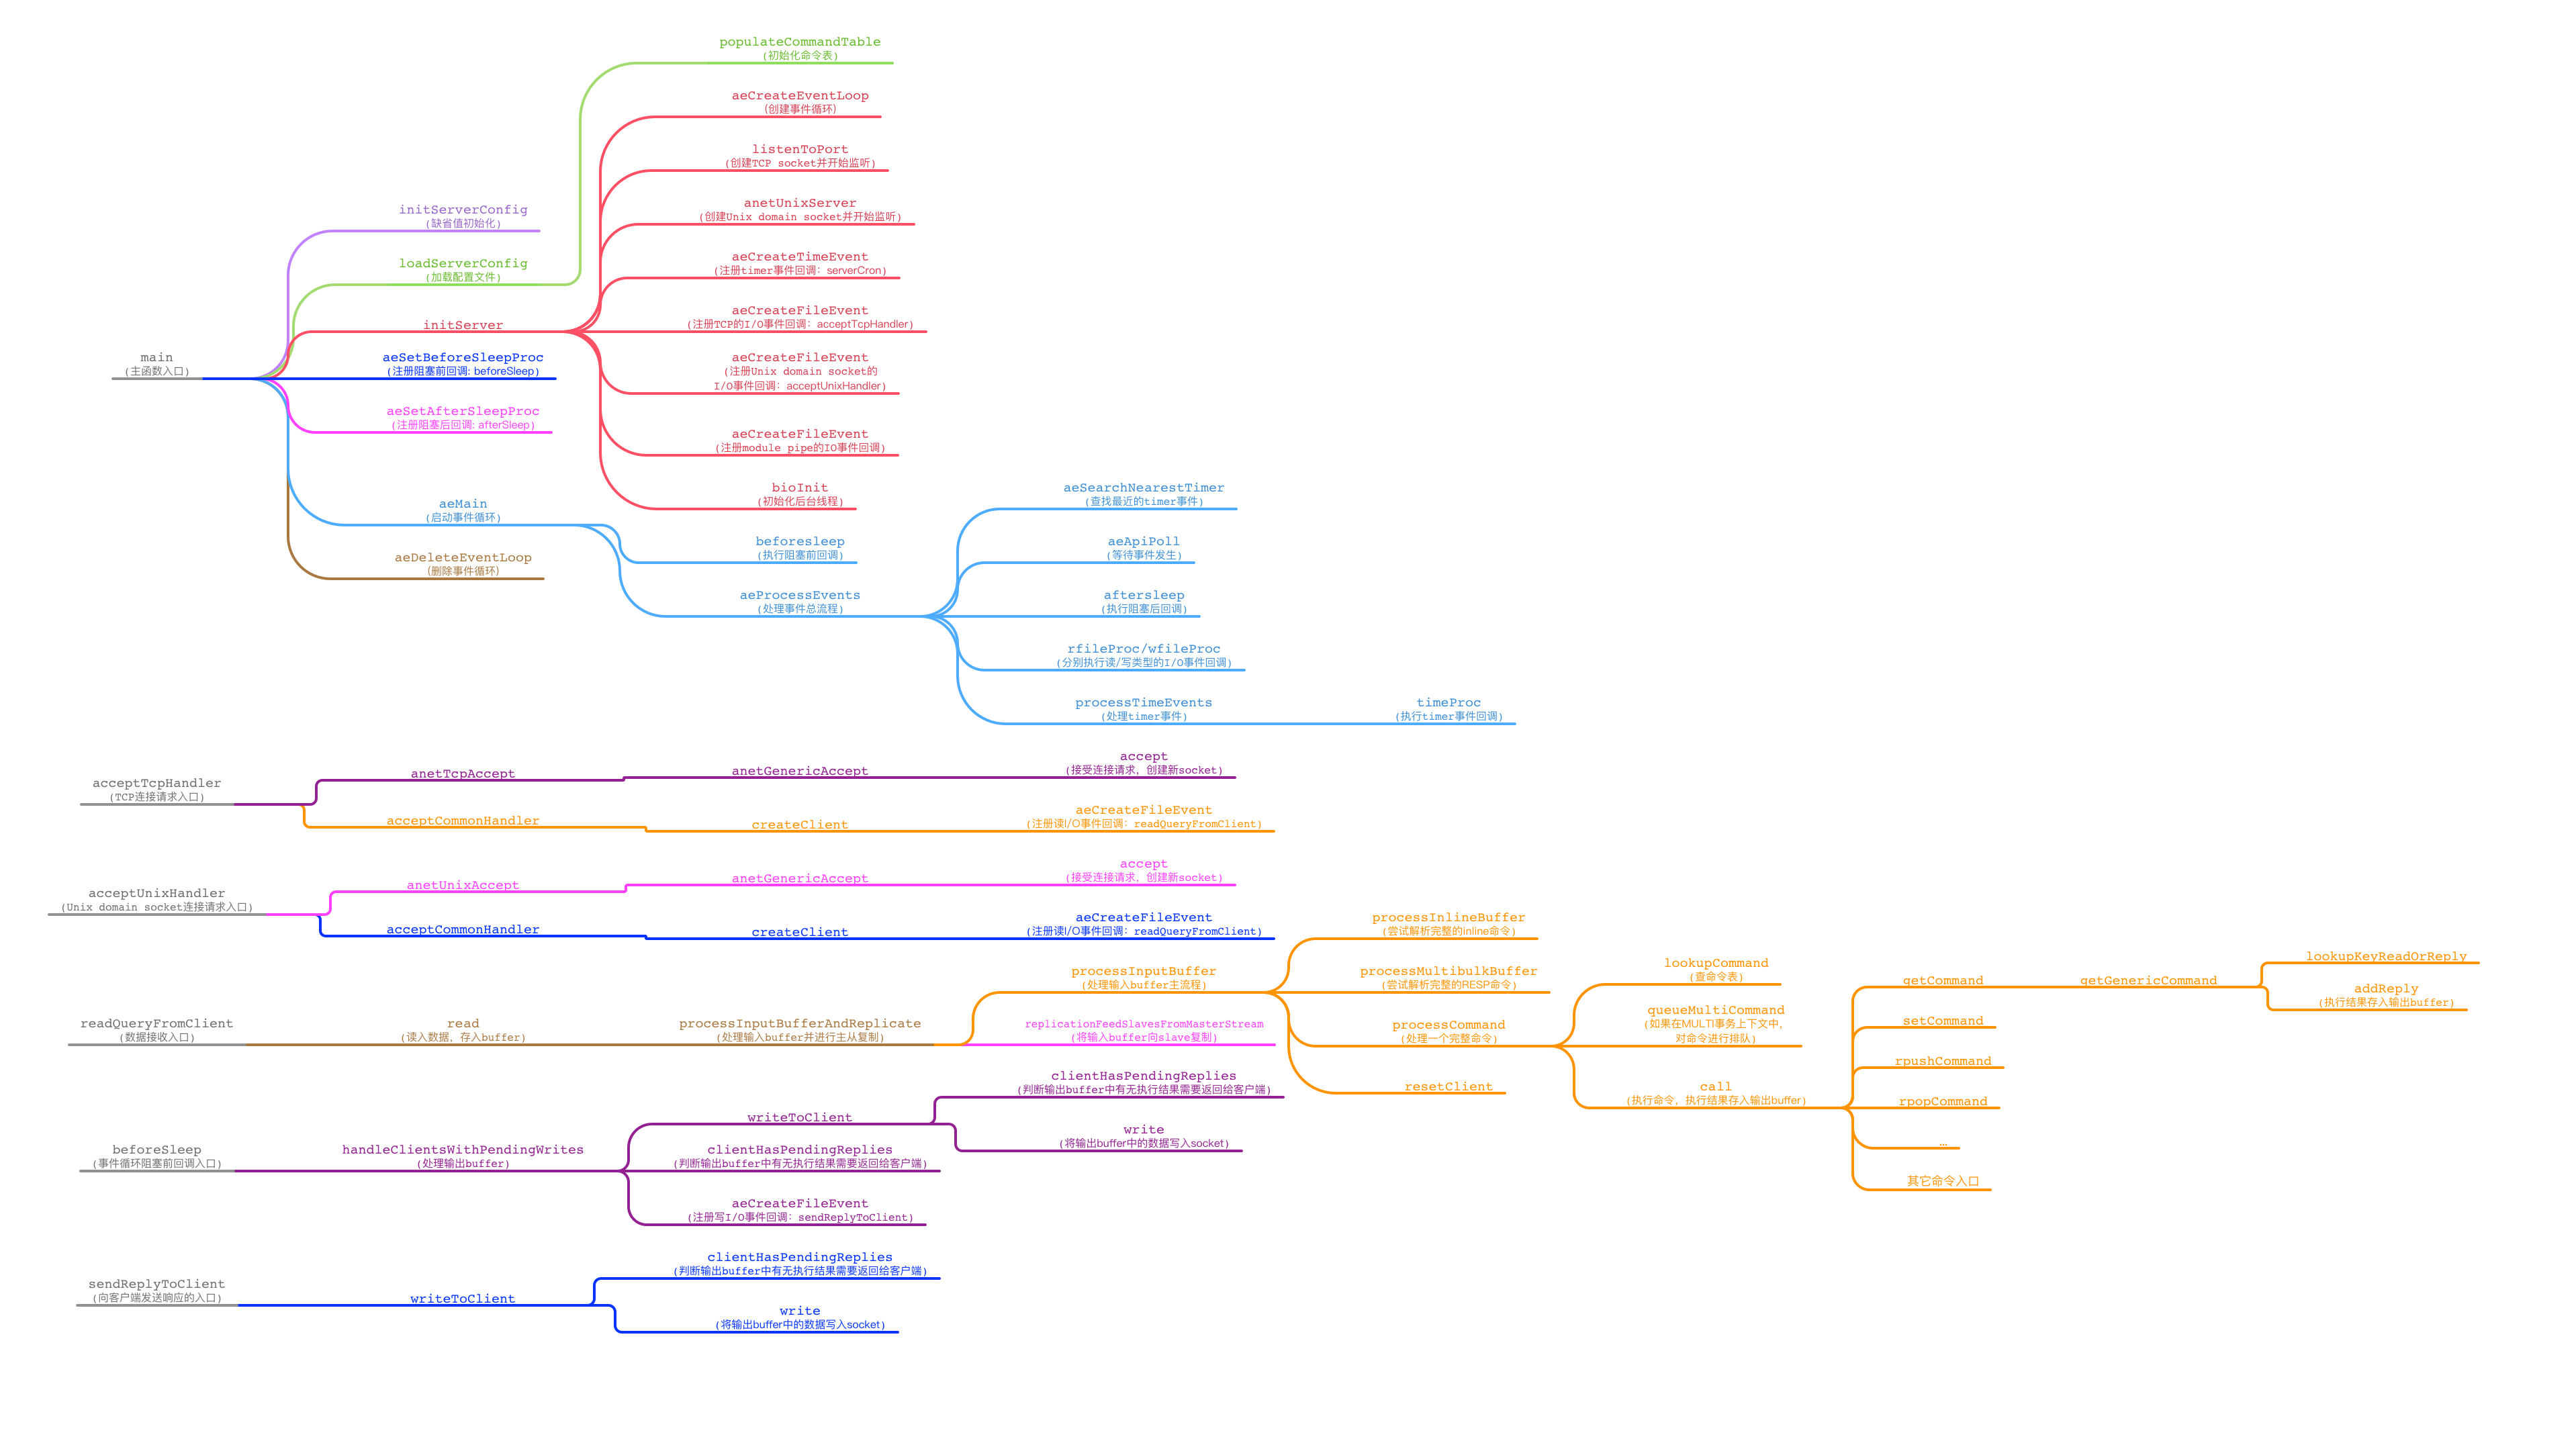 populateCommandTable
(初始化命令表)
aeCreateEventLoop
(创建事件循环)
listenToPort
(创建TCP socket并开始监听)
anetUnixServer
(创建Unix domain socket并开始监听)
initServerConfig
(缺省值初始化)
aeCreateTimeEvent
(注册timer事件回调: serverCron)
loadServerConfig
(加载配置文件)
aeCreateFileEvent
(注册TCP的I/O事件回调: acceptTcpHandler)
initServer
main
(主函数入口)
aeSetBeforeSleepProc
(注册阻塞前回调: beforeSleep)
aeCreateFileEvent
(注册Unix domain socket的
I/O事件回调: acceptUnixHandler)
aeSetAfterSleepProc
(注册阻塞后回调: afterSleep)
aeCreateFileEvent
(注册module pipe的IO事件回调)
bioInit
(初始化后台线程)
aeMain
(启动事件循环)
aeSearchNearestTimer
(查找最近的timer事件)
beforesleep
(执行阻塞前回调)
aeApiPoll
(等待事件发生)
aeDeleteEventLoop
(删除事件循环)
aeProcessEvents
(处理事件总流程)
aftersleep
(执行阻塞后回调)
rfileProc/wfileProc
(分别执行读/写类型的I/O事件回调)
processTimeEvents
(处理timer事件)
timeProc
(执行timer事件回调)
acceptTcpHandler
(TCP连接请求入口)
anetTcpAccept
anetGenericAccept
accept
(接受连接请求, 创建新socket)
acceptCommonHandler
createClient
aeCreateFileEvent
(注册读I/O事件回调: readQueryFromClient)
acceptUnixHandler
(Unix domain socket连接请求入口)
anetUnixAccept
anetGenericAccept
accept
(接受连接请求, 创建新socket)
acceptCommonHandler
createClient
aeCreateFileEvent
(注册读I/O事件回调: readQueryFromClient)
readQueryFromClient
(数据接收入口)
read
(读入数据, 存入buffer)
processInputBufferAndReplicate
(处理输入buffer并进行主从复制)
processInputBuffer
(处理输入buffer主流程)
replicationFeedSlavesFromMasterStream
(将输入buffer向slave复制)
processInlineBuffer
(尝试解析完整的inline命令)
processMultibulkBuffer
(尝试解析完整的RESP命令)
processCommand
(处理一个完整命令)
resetClient
lookupCommand
(查命令表)
queueMultiCommand
(如果在MULTI事务上下文中,
对命令进行排队)
call
(执行命令, 执行结果存入输出buffer)
getCommand
getGenericCommand
lookupKeyReadOrReply
addReply
(执行结果存入输出buffer)
setCommand
rpushCommand
rpopCommand
...
其它命令入口
beforeSleep
(事件循环阻塞前回调入口)
handleClientsWithPendingWrites
(处理输出buffer)
writeToClient
clientHasPendingReplies
(判断输出buffer中有无执行结果需要返回给客户端)
write
(将输出buffer中的数据写入socket)
clientHasPendingReplies
(判断输出buffer中有无执行结果需要返回给客户端)
aeCreateFileEvent
(注册写I/O事件回调: sendReplyToClient)
sendReplyToClient
(向客户端发送响应的入口)
writeToClient
clientHasPendingReplies
(判断输出buffer中有无执行结果需要返回给客户端)
write
(将输出buffer中的数据写入socket)